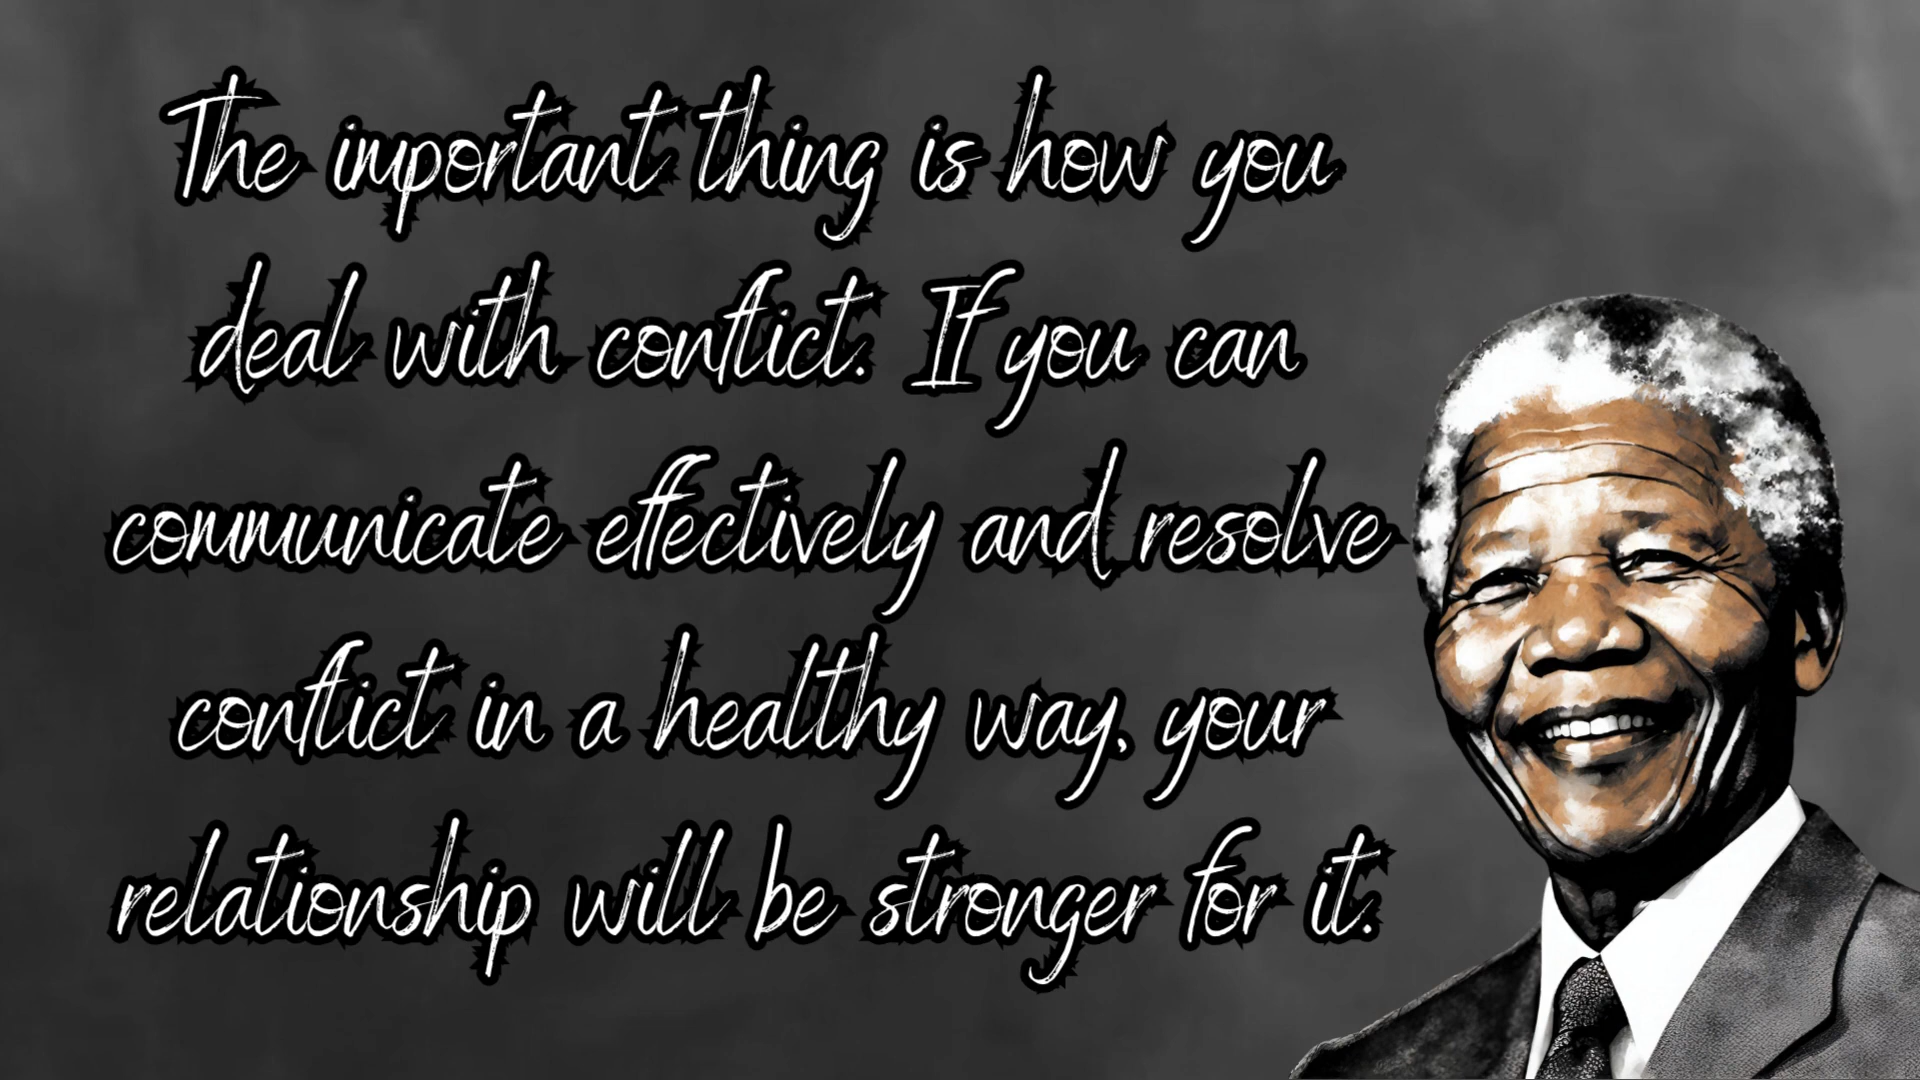 The important thing is how you
deal with conflict. If you can
communicate effectively and resolve
conflict in a healthy way, your
relationship will be stronger for it.